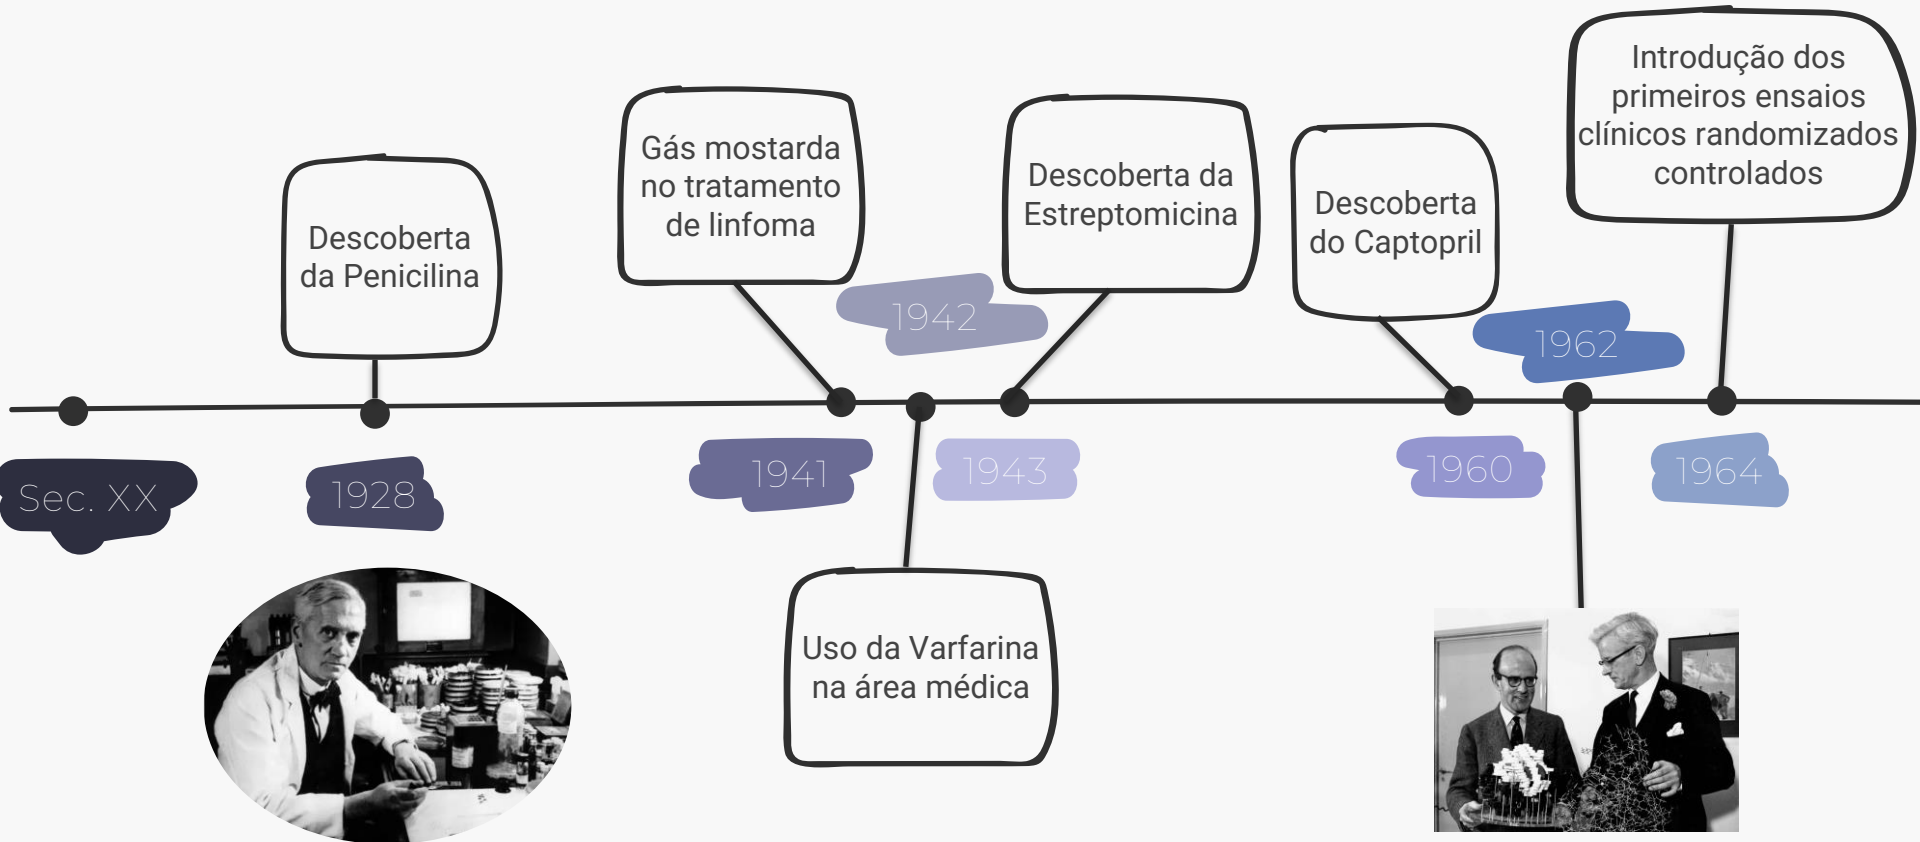 Sec. XX
Descoberta
da Penicilina
1928
Gás mostarda
no tratamento
de linfoma
1941
1942
Uso da Varfarina
na área médica
Descoberta da
Estreptomicina
1943
Descoberta
do Captopril
1960
1962
Introdução dos
primeiros ensaios
clínicos randomizados
controlados
1964